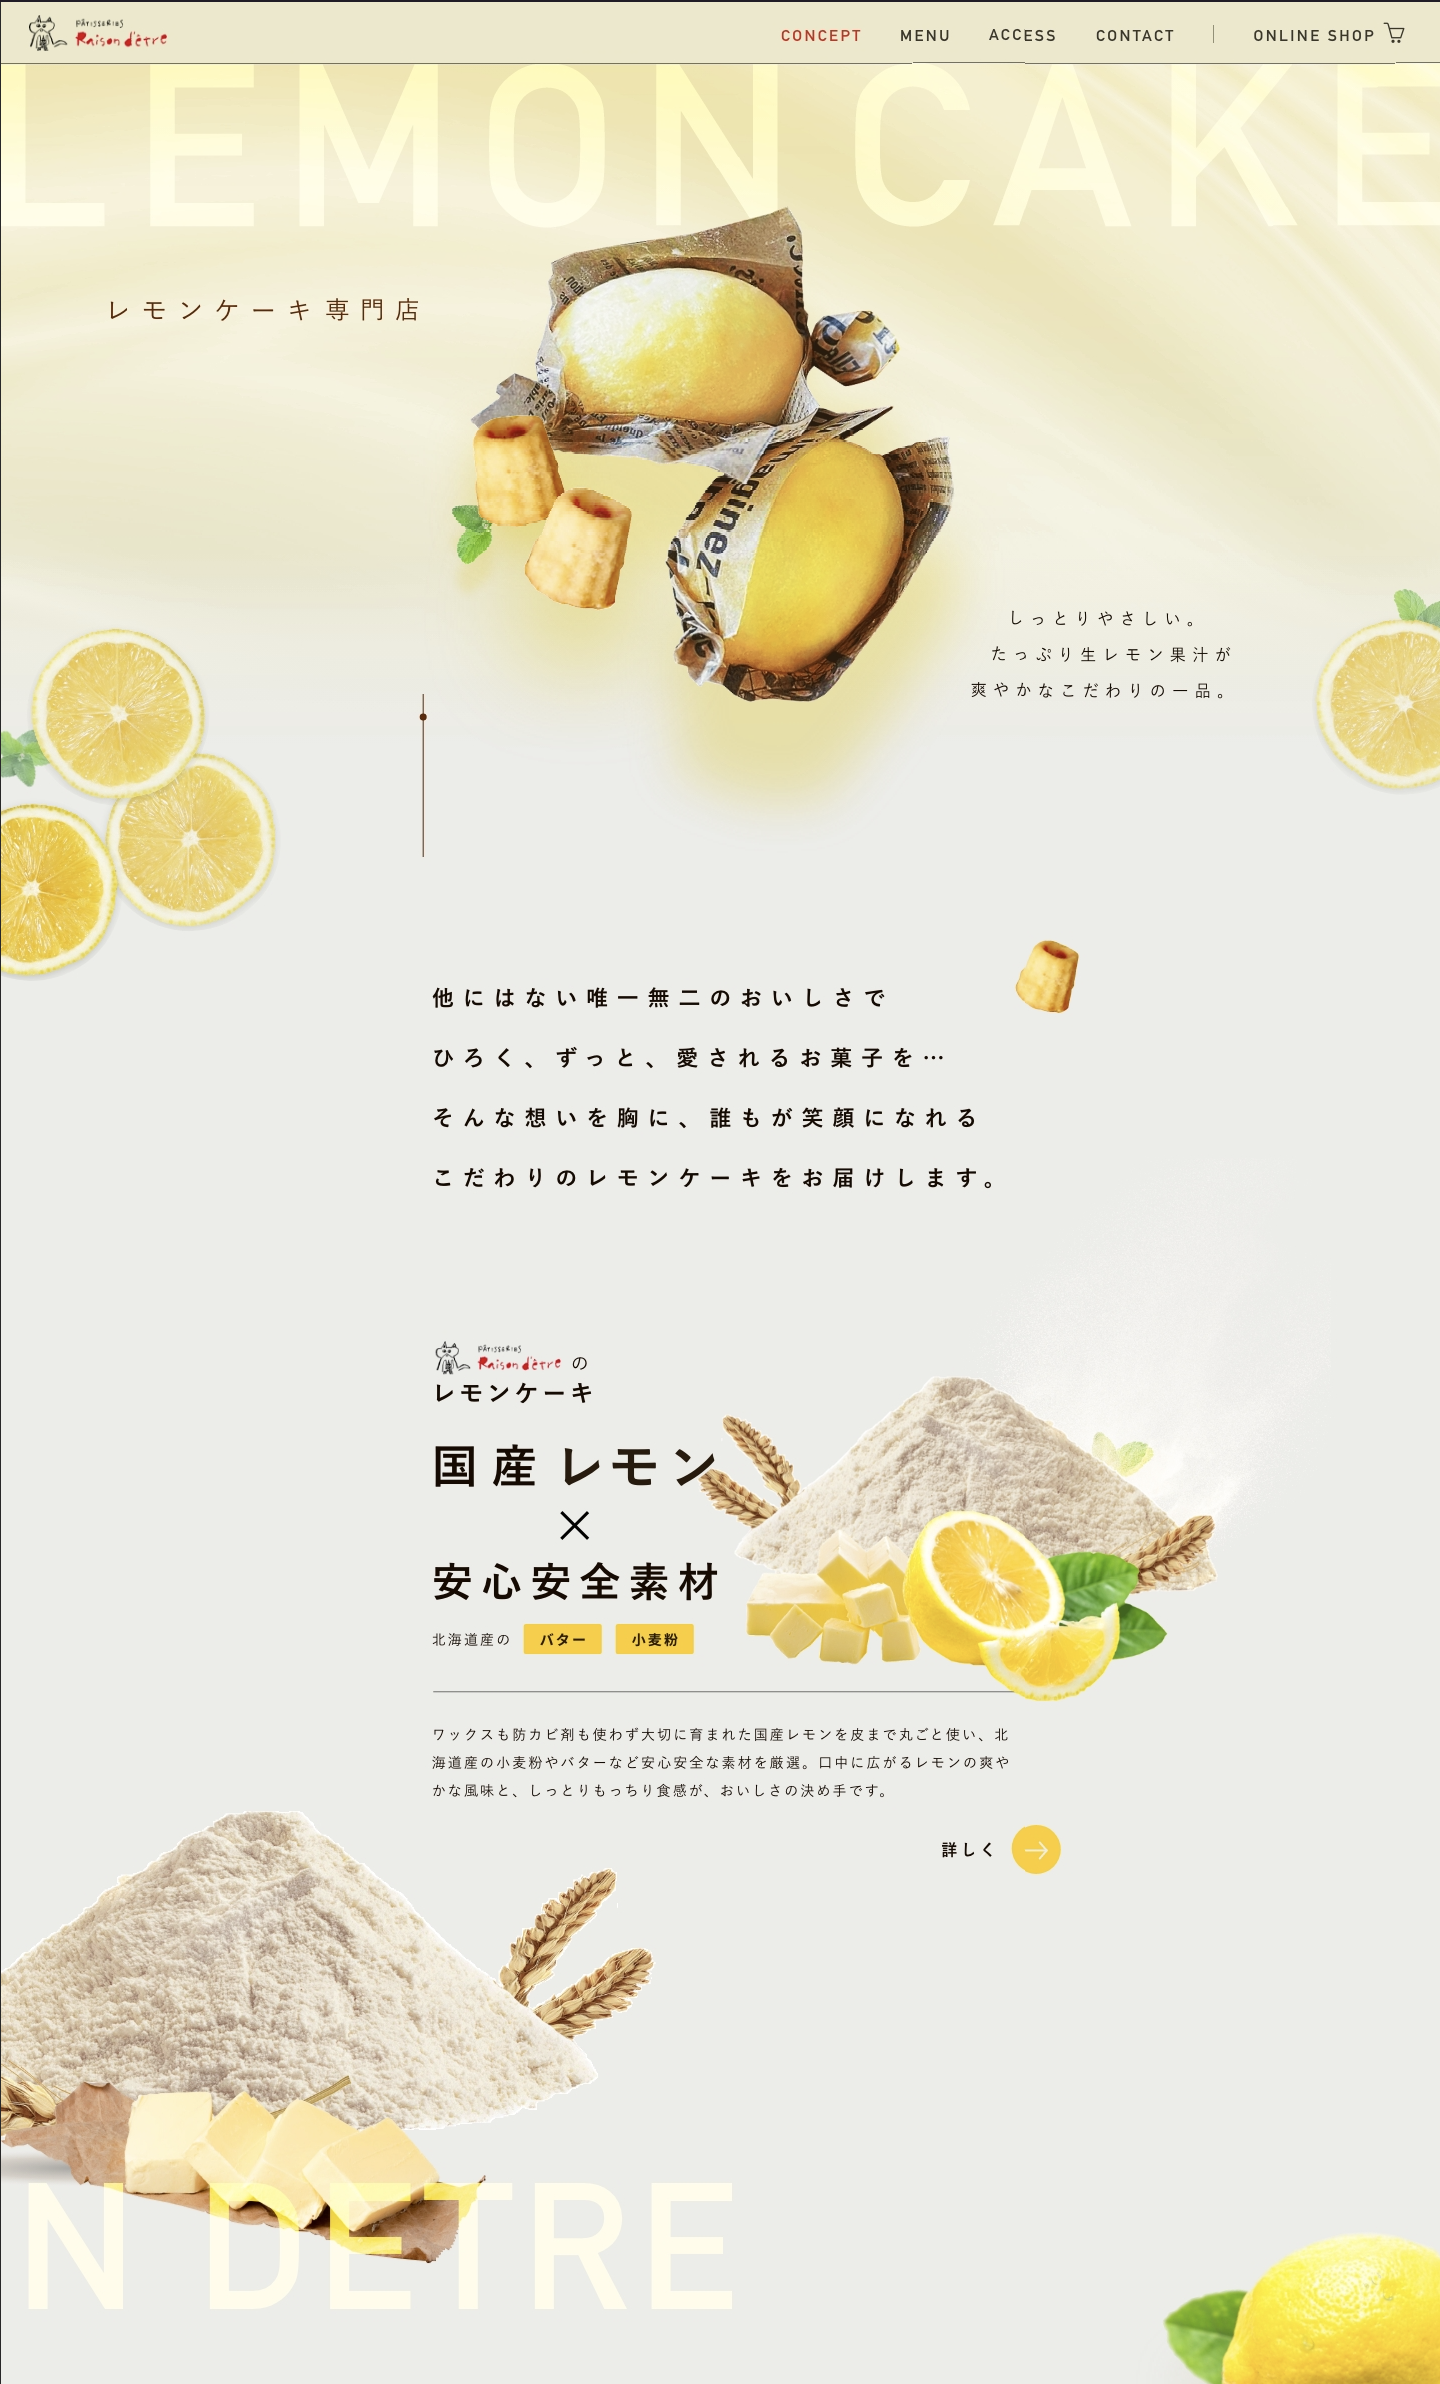 PÂTISSERIES
Raison d'être
CONCEPT MENU ACCESS CONTACT ONLINE SHOP
LEMON CAKE
レモンケーキ専門店
imaginez
しっとりやさしい。
たっぷり生レモン果汁が
爽やかなこだわりの一品。
他にはない唯一無二のおいしさで
ひろく、ずっと、愛されるお菓子を…
そんな想いを胸に、誰もが笑顔になれる
こだわりのレモンケーキをお届けします。
PÂTISSERIES
Raison d'être の
レモンケーキ
国産 レモン
×
安心安全素材
北海道産の バター 小麦粉
ワックスも防カビ剤も使わず大切に育まれた国産レモンを皮まで丸ごと使い、北
海道産の小麦粉やバターなど安心安全な素材を厳選。口中に広がるレモンの爽や
かな風味と、しっとりもっちり食感が、おいしさの決め手です。
詳しく
N DETRE